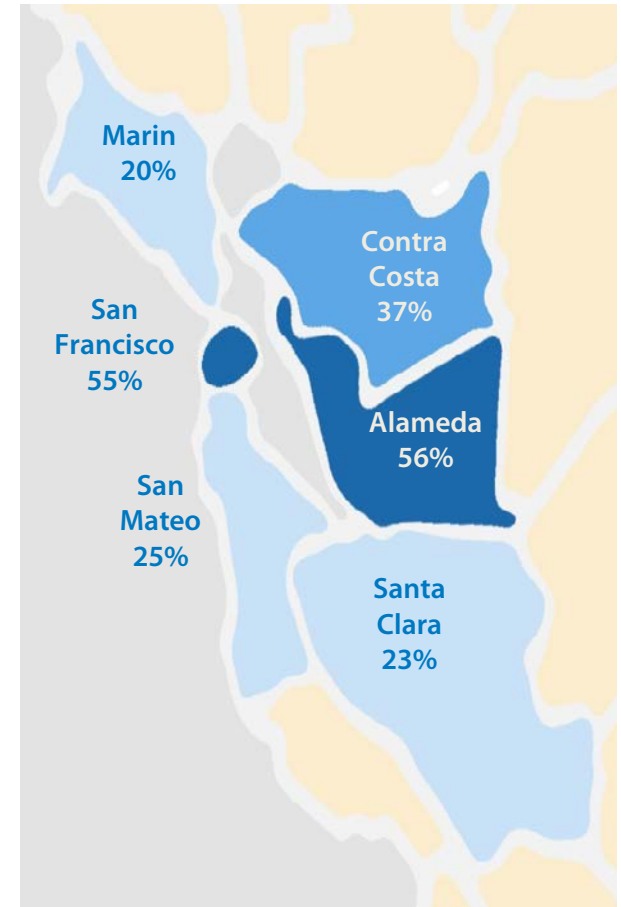 Marin
20%
Contra
Costa
37%
San
Francisco
55%
Alameda
56%
San
Mateo
25%
Santa
Clara
23%